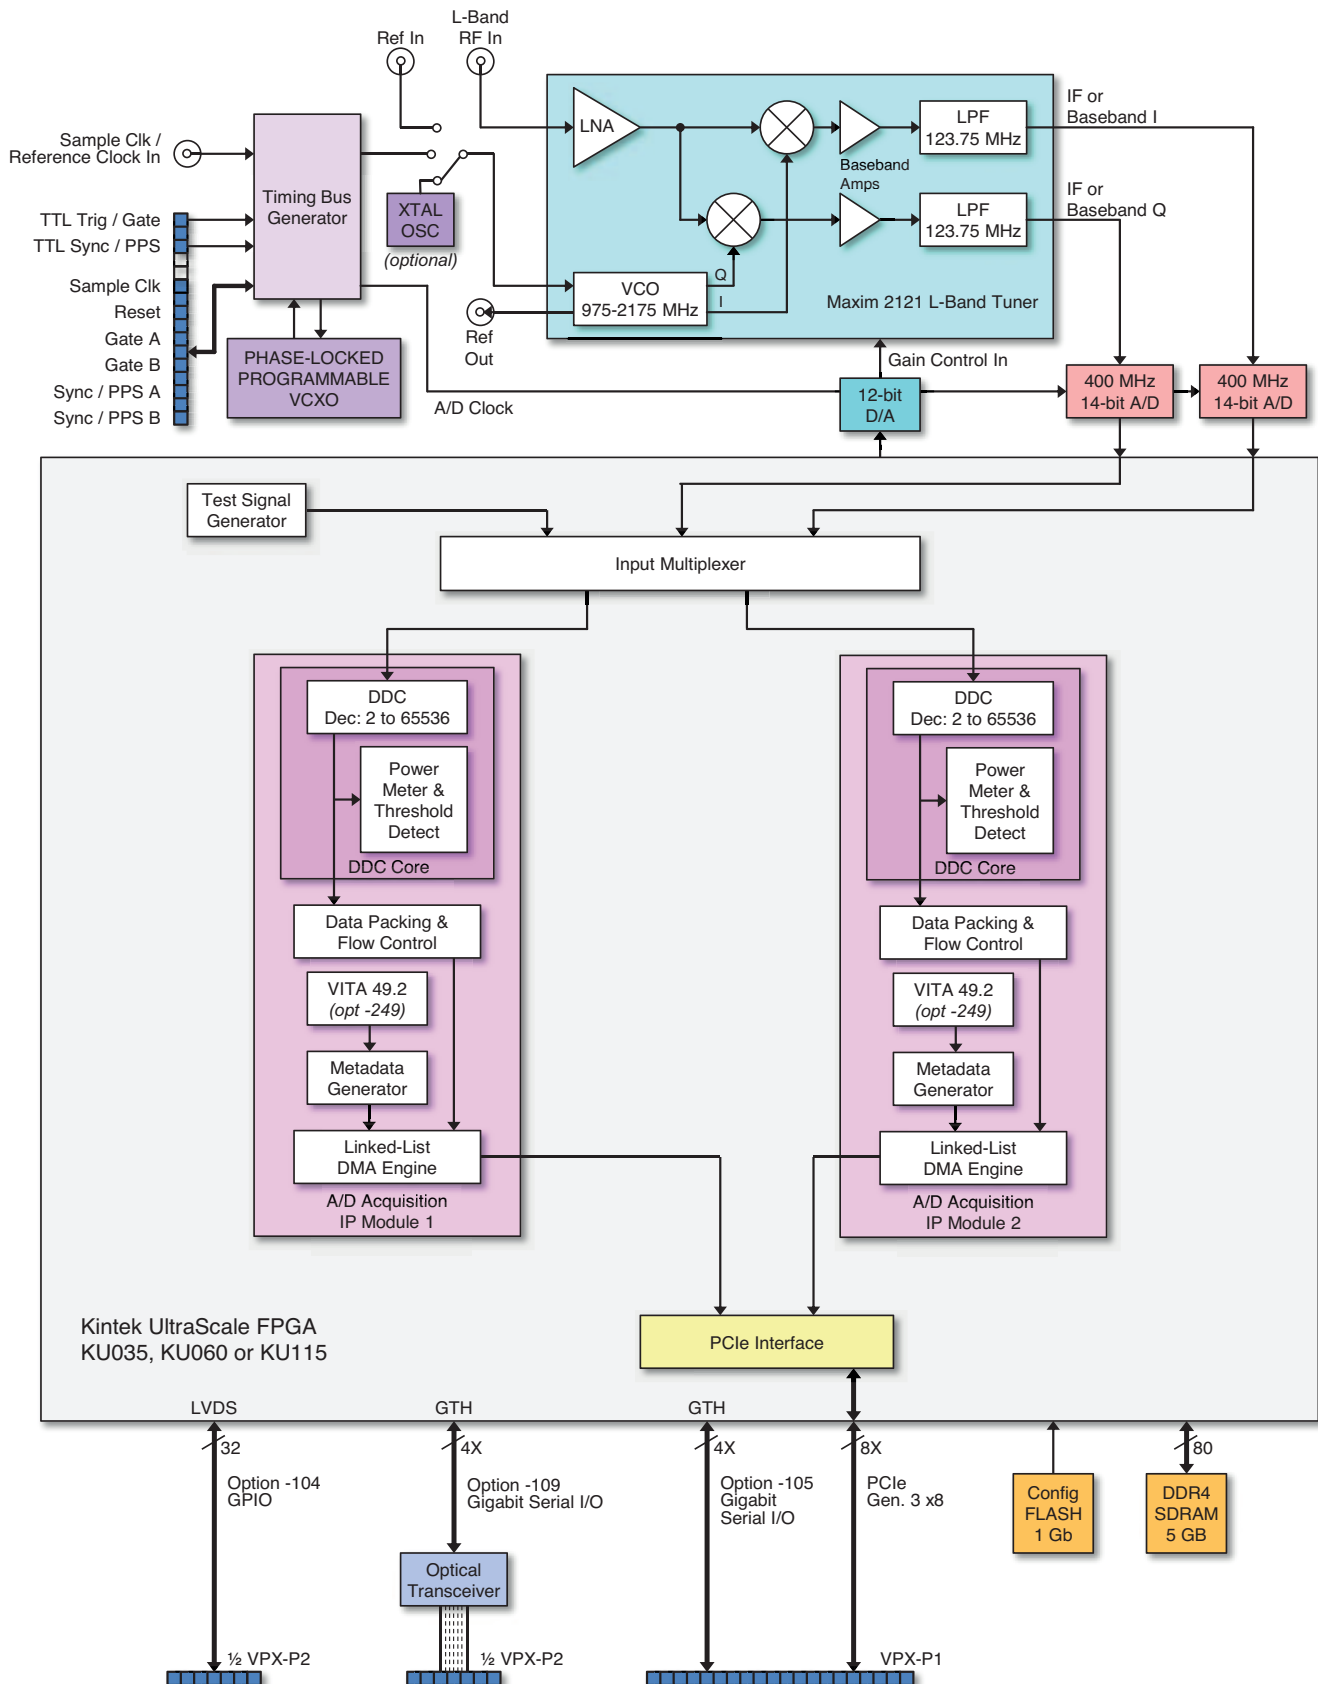 L-Band
Ref In
RF In
Sample Clk /
Reference Clock In
TTL Trig / Gate
TTL Sync / PPS
Sample Clk
Reset
Gate A
Gate B
Sync / PPS A
Sync / PPS B
Timing Bus
Generator
PHASE-LOCKED
PROGRAMMABLE
VCXO
XTAL
OSC
(optional)
Ref
Out
A/D Clock
LNA
VCO
975-2175 MHz
Q
I
Baseband
Amps
LPF
123.75 MHz
LPF
123.75 MHz
Maxim 2121 L-Band Tuner
IF or
Baseband I
IF or
Baseband Q
Gain Control In
12-bit
D/A
400 MHz
14-bit A/D
400 MHz
14-bit A/D
Test Signal
Generator
Input Multiplexer
DDC
Dec: 2 to 65536
Power
Meter &
Threshold
Detect
DDC Core
Data Packing &
Flow Control
VITA 49.2
(opt -249)
Metadata
Generator
Linked-List
DMA Engine
A/D Acquisition
IP Module 1
DDC
Dec: 2 to 65536
Power
Meter &
Threshold
Detect
DDC Core
Data Packing &
Flow Control
VITA 49.2
(opt -249)
Metadata
Generator
Linked-List
DMA Engine
A/D Acquisition
IP Module 2
PCIe Interface
Kintek UltraScale FPGA
KU035, KU060 or KU115
LVDS
GTH
GTH
32
4X
4X
8X
80
Option -104
GPIO
Option -109
Gigabit Serial I/O
Option -105
Gigabit
Serial I/O
PCIe
Gen. 3 x8
Config
FLASH
1 Gb
DDR4
SDRAM
5 GB
Optical
Transceiver
½ VPX-P2
½ VPX-P2
VPX-P1